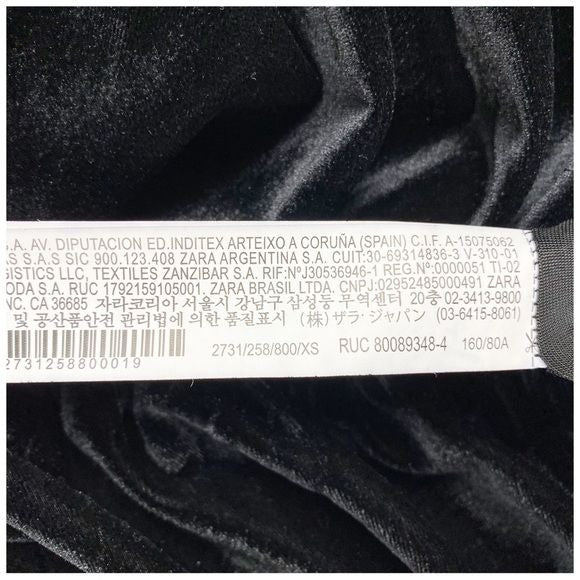 S.A. AV. DIPUTACION ED.INDITEX ARTEIXO A CORUÑA (SPAIN) C.I.F. A-15075062
AS S.A.S SIC 900.123.408 ZARA ARGENTINA S.A. CUIT:30-69314836-3 V-310-01
GISTICS LLC, TEXTILES ZANZIBAR S.A. RIF:NºJ30536946-1 REG.Nº:0000051 TI-02
ODA S.A. RUC 1792159105001. ZARA BRASIL LTDA. CNPJ:02952485000491 ZARA
INC. CA 36685 자라코리아 서울시 강남구 삼성동 무역센터 20층 02-3413-9800
및 공산품안전 관리법에 의한 품질표시 (株) ザラ・ジャパン (03-6415-8061)
2731/258/800/XS RUC 80089348-4 160/80A
2731258800019